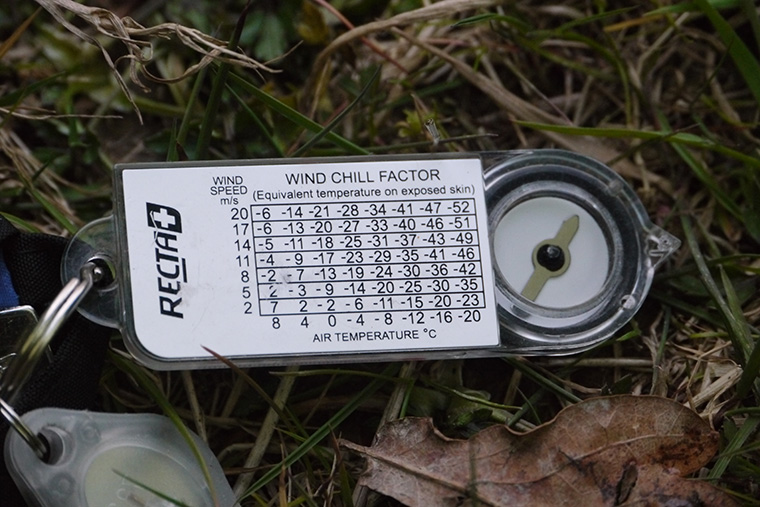 RECTA
WIND SPEED m/s
WIND CHILL FACTOR
(Equivalent temperature on exposed skin)
20 -6 -14 -21 -28 -34 -41 -47 -52
17 -6 -13 -20 -27 -33 -40 -46 -51
14 -5 -11 -18 -25 -31 -37 -43 -49
11 -4 -9 -17 -23 -29 -35 -41 -46
8 -2 -7 -13 -19 -24 -30 -36 -42
5 2 -3 -9 -14 -20 -25 -30 -35
2 7 2 -2 -6 -11 -15 -20 -23
8 4 0 -4 -8 -12 -16 -20
AIR TEMPERATURE °C